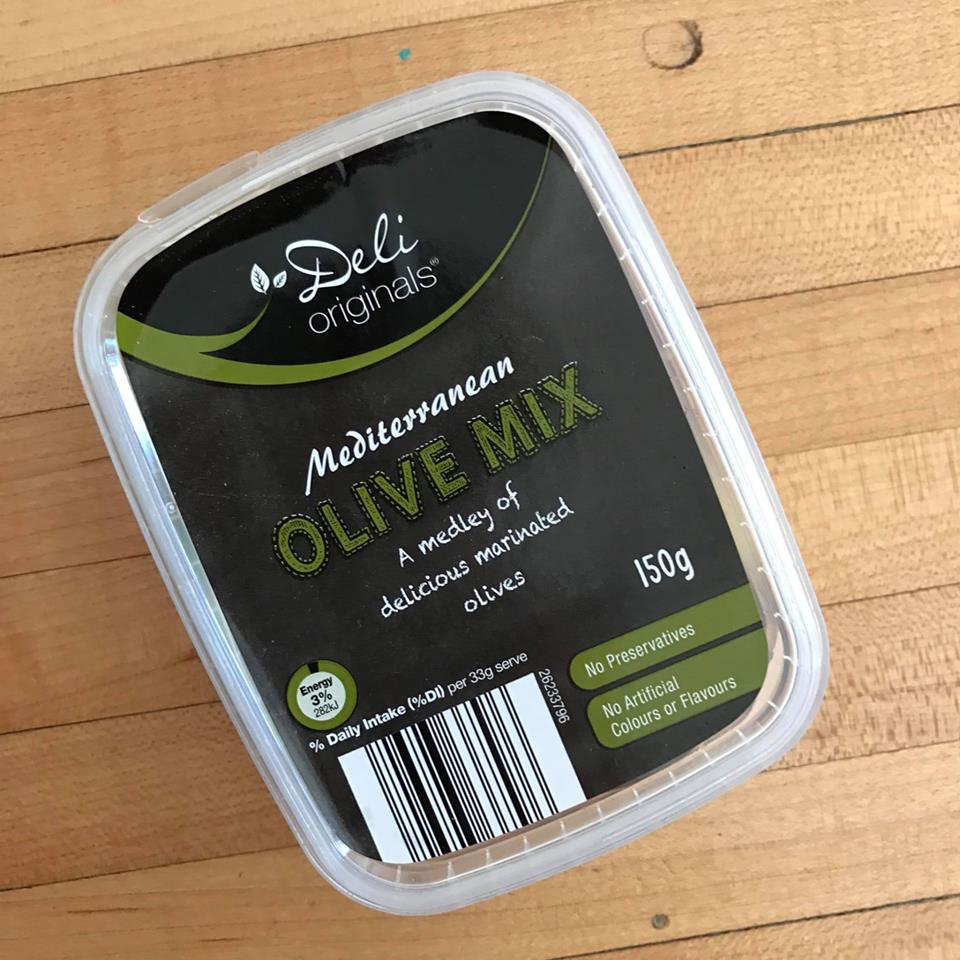 Deli
originals®
Mediterranean
OLIVE MIX
A medley of
delicious marinated
olives
150g
No Preservatives
No Artificial
Colours or Flavours
Energy
3%
282kJ
% Daily Intake (%DI) per 33g serve
26233796